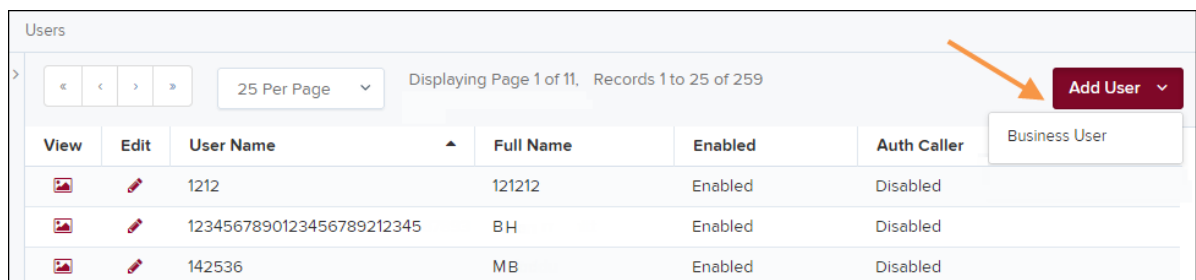 Users
> « ‹ › » 25 Per Page Displaying Page 1 of 11, Records 1 to 25 of 259 Add User
Business User
View Edit User Name Full Name Enabled Auth Caller
1212 121212 Enabled Disabled
1234567890123456789212345 BH Enabled Disabled
142536 MB Enabled Disabled